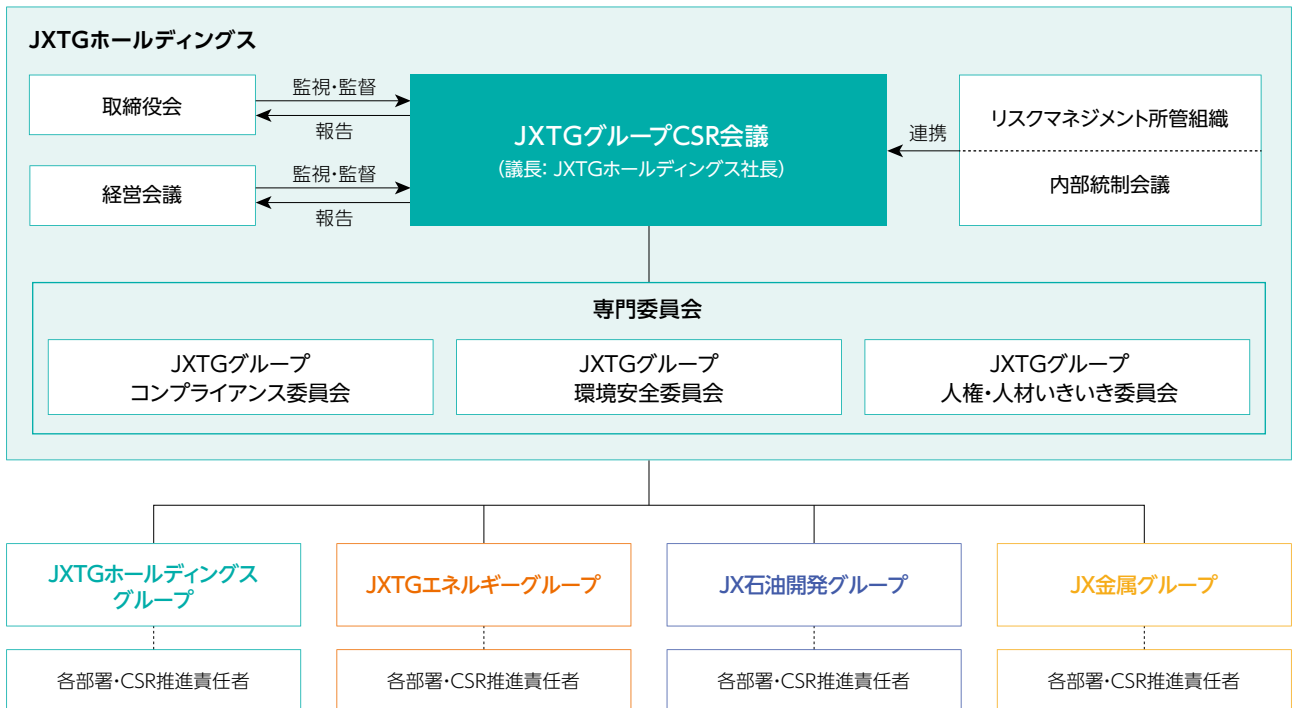 JXTGホールディングス
取締役会
監視・監督
報告
経営会議
監視・監督
報告
JXTGグループCSR会議
(議長: JXTGホールディングス社長)
連携
リスクマネジメント所管組織
内部統制会議
専門委員会
JXTGグループ
コンプライアンス委員会
JXTGグループ
環境安全委員会
JXTGグループ
人権・人材いきいき委員会
JXTGホールディングス
グループ
JXTGエネルギーグループ
JX石油開発グループ
JX金属グループ
各部署・CSR推進責任者
各部署・CSR推進責任者
各部署・CSR推進責任者
各部署・CSR推進責任者